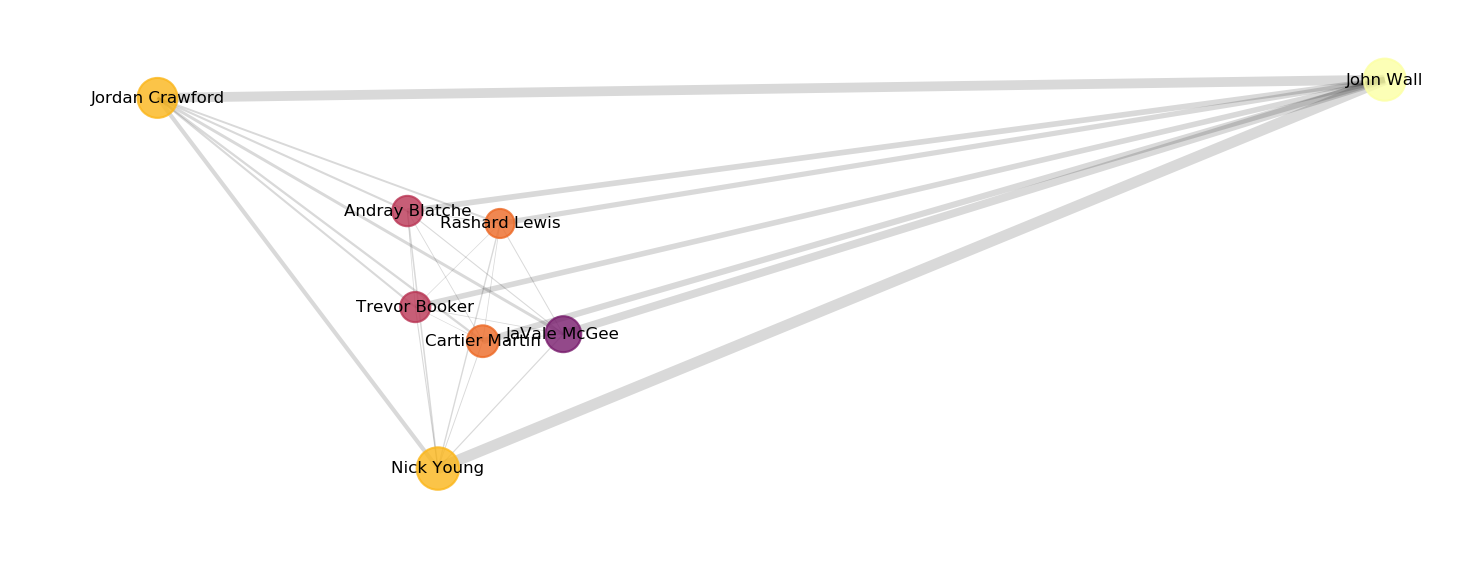 John Wall
Jordan Crawford
Andray Blatche
Rashard Lewis
Trevor Booker
JaVale McGee
Cartier Martin
Nick Young